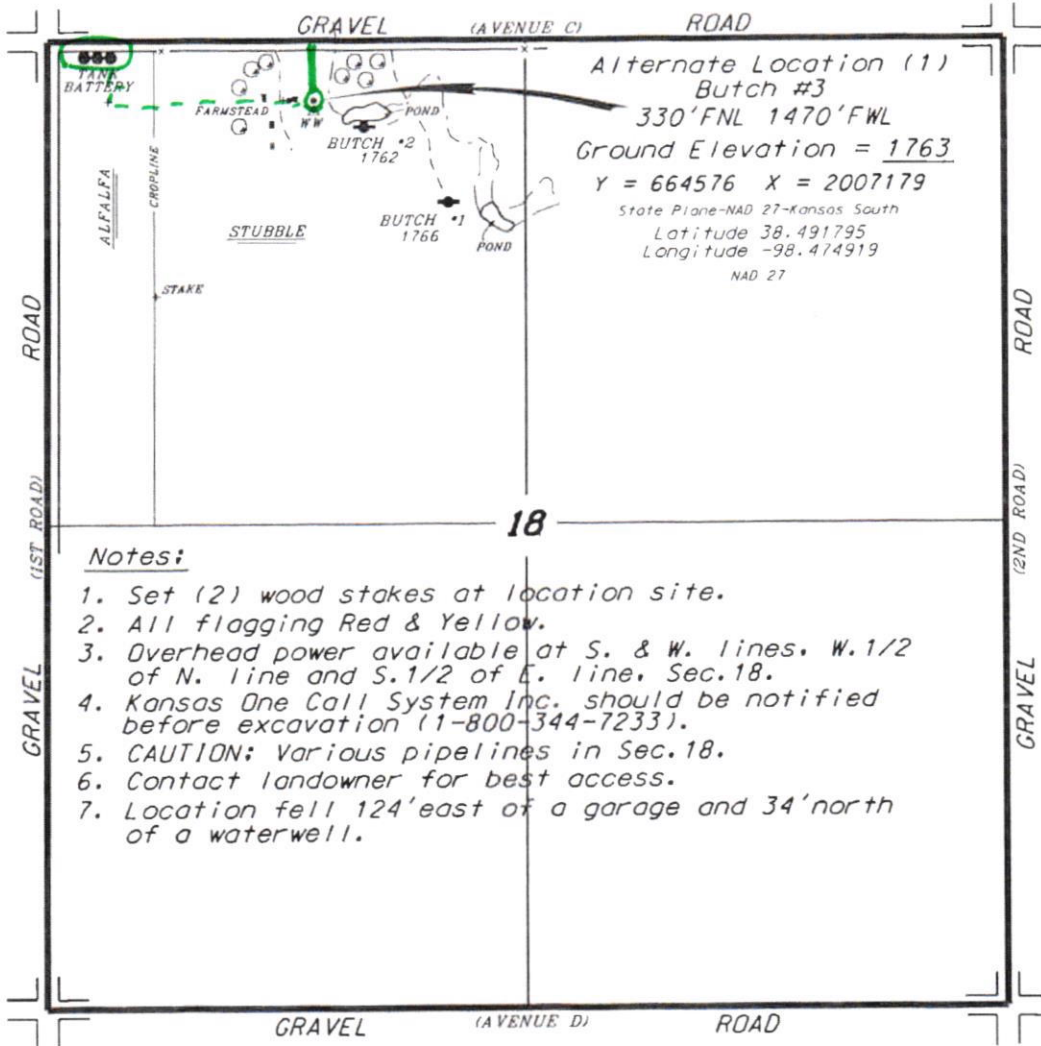 GRAVEL (AVENUE C) ROAD
TANK
BATTERY
FARMSTEAD
WW
POND
BUTCH #2
1762
BUTCH #1
1766
POND
ALFALFA
CROPLINE
STUBBLE
STAKE
Alternate Location (1)
Butch #3
330'FNL 1470'FWL
Ground Elevation = 1763
Y = 664576 X = 2007179
State Plane-NAD 27-Kansas South
Latitude 38.491795
Longitude -98.474919
NAD 27
GRAVEL (1ST ROAD) ROAD
GRAVEL (2ND ROAD) ROAD
18
Notes:
1. Set (2) wood stakes at location site.
2. All flagging Red & Yellow.
3. Overhead power available at S. & W. lines, W.1/2
of N. line and S.1/2 of E. line, Sec.18.
4. Kansas One Call System Inc. should be notified
before excavation (1-800-344-7233).
5. CAUTION: Various pipelines in Sec.18.
6. Contact landowner for best access.
7. Location fell 124'east of a garage and 34'north
of a waterwell.
GRAVEL (AVENUE D) ROAD